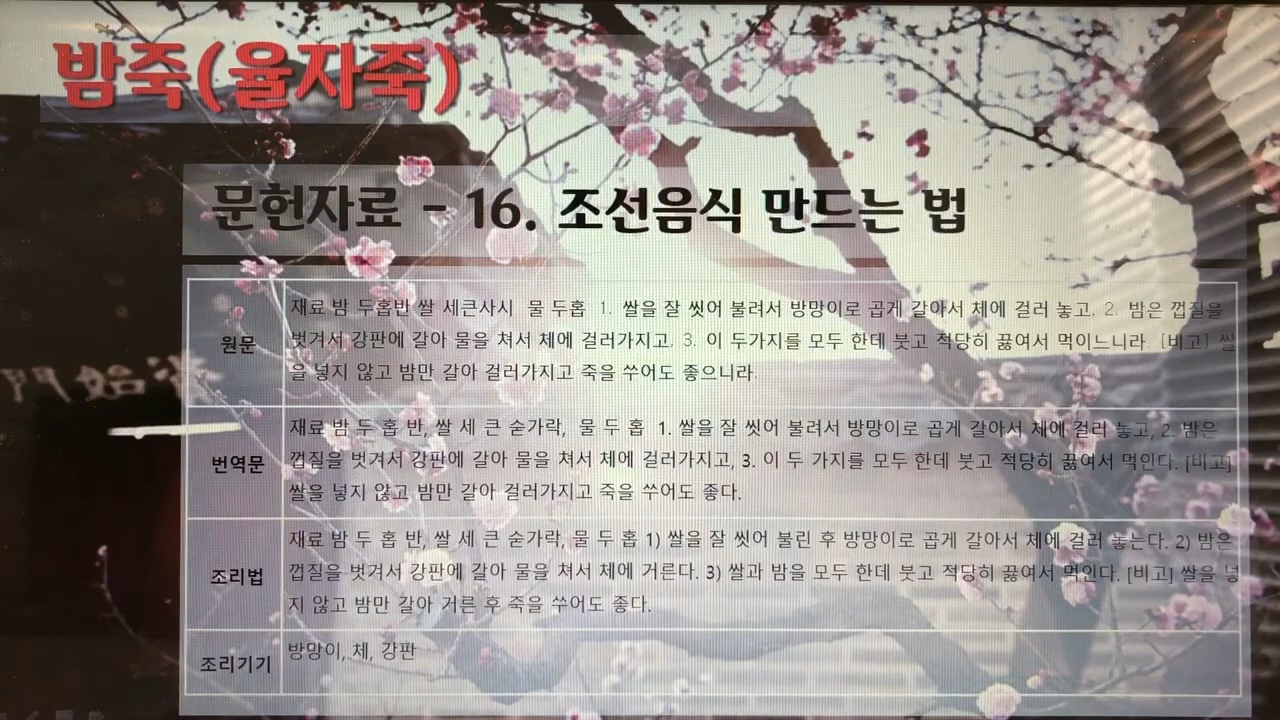 밤죽(율자죽)
문헌자료 - 16. 조선음식 만드는 법
원문
재료 밤 두홉반 쌀 세큰사시 물 두홉 1. 쌀을 잘 씻어 불려서 방망이로 곱게 갈아서 체에 걸러 놓고, 2. 밤은 껍질을
벗겨서 강판에 갈아 물을 쳐서 체에 걸러가지고, 3. 이 두가지를 모두 한데 붓고 적당히 끓여서 먹이느니라. [비고] 쌀
을 넣지 않고 밤만 갈아 걸러가지고 죽을 쑤어도 좋으니라.
번역문
재료 밤 두 홉 반, 쌀 세 큰 숟가락, 물 두 홉 1. 쌀을 잘 씻어 불려서 방망이로 곱게 갈아서 체에 걸러 놓고, 2. 밤은
껍질을 벗겨서 강판에 갈아 물을 쳐서 체에 걸러가지고, 3. 이 두 가지를 모두 한데 붓고 적당히 끓여서 먹인다. [비고]
쌀을 넣지 않고 밤만 갈아 걸러가지고 죽을 쑤어도 좋다.
조리법
재료 밤 두 홉 반, 쌀 세 큰 숟가락, 물 두 홉 1) 쌀을 잘 씻어 불린 후 방망이로 곱게 갈아서 체에 걸러 놓는다. 2) 밤은
껍질을 벗겨서 강판에 갈아 물을 쳐서 체에 거른다. 3) 쌀과 밤을 모두 한데 붓고 적당히 끓여서 먹인다. [비고] 쌀을 넣
지 않고 밤만 갈아 거른 후 죽을 쑤어도 좋다.
조리기기
방망이, 체, 강판